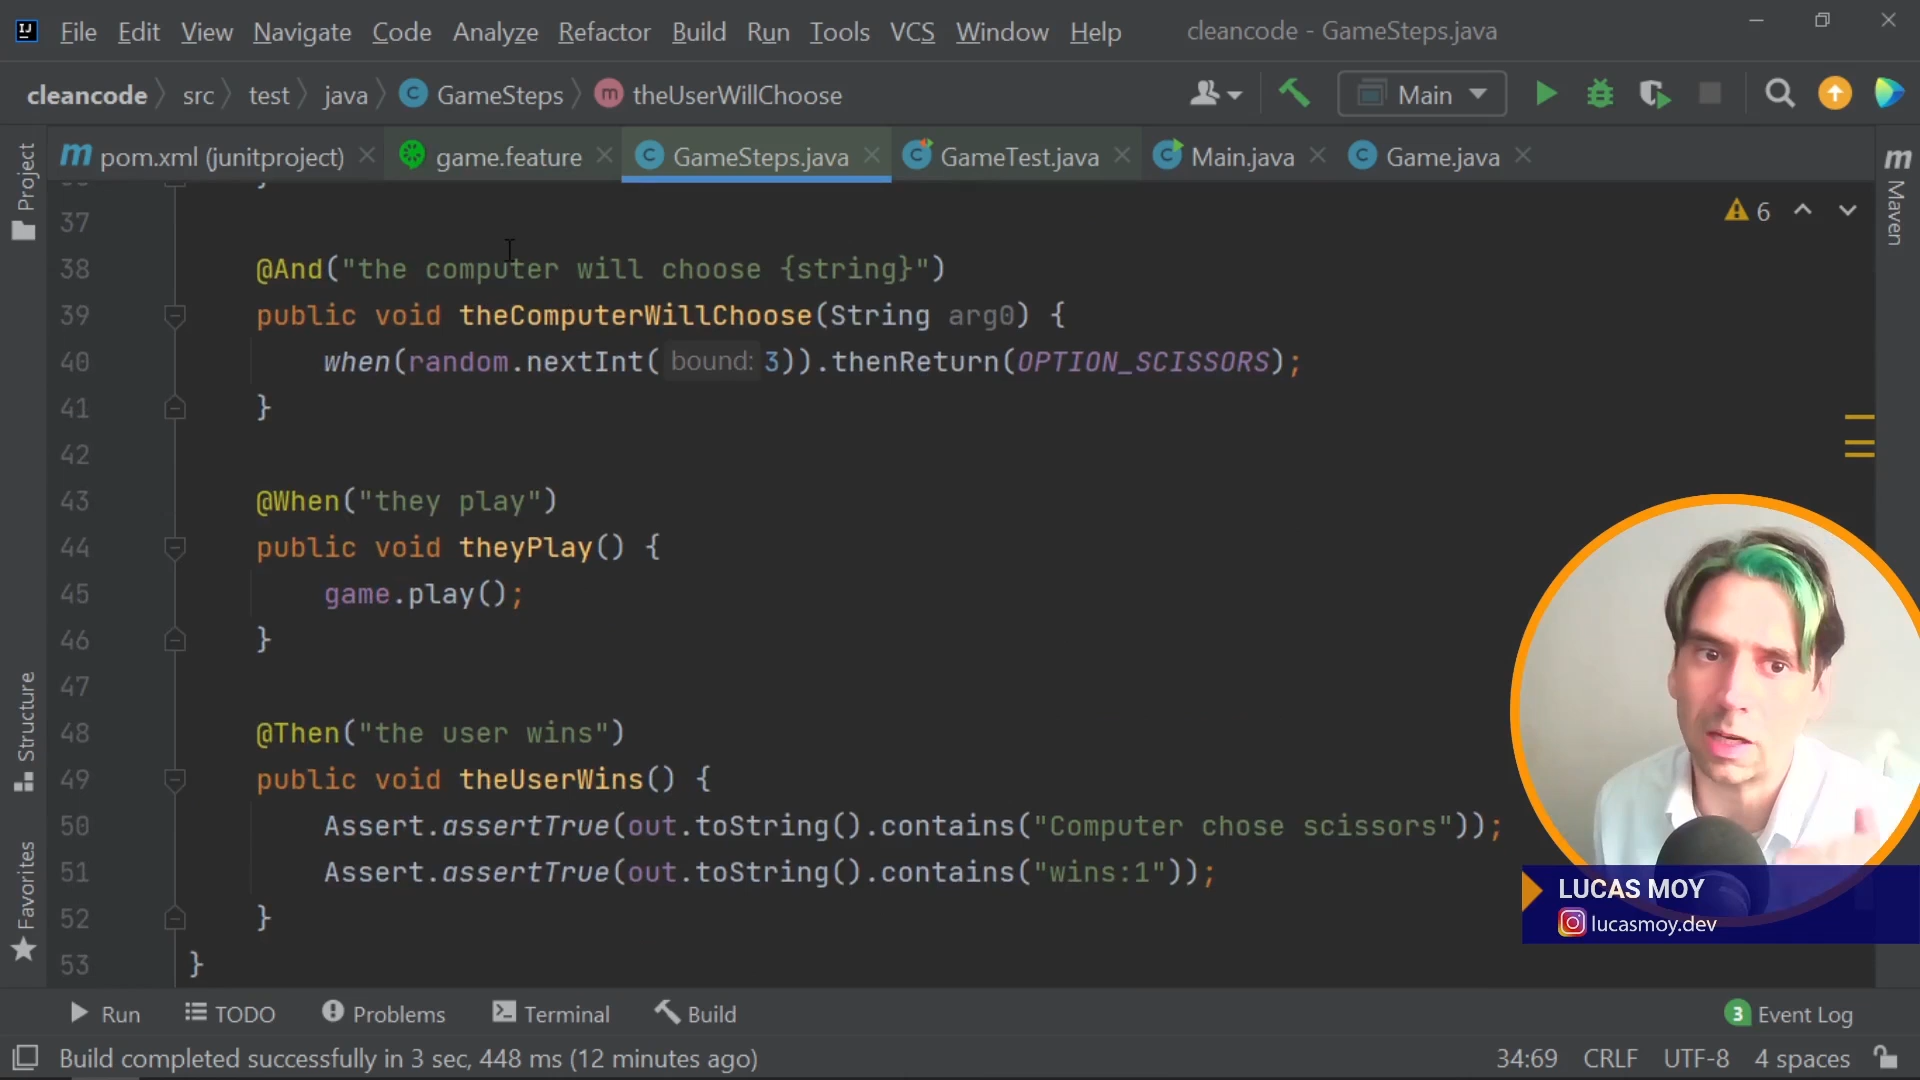 File Edit View Navigate Code Analyze Refactor Build Run Tools VCS Window Help cleancode - GameSteps.java
cleancode src test java GameSteps theUserWillChoose Main
pom.xml (junitproject) game.feature GameSteps.java GameTest.java Main.java Game.java
Project
Structure
Favorites
Maven
6
37
38 @And("the computer will choose {string}")
39 public void theComputerWillChoose(String arg0) {
40 when(random.nextInt( bound: 3)).thenReturn(OPTION_SCISSORS);
41 }
42
43 @When("they play")
44 public void theyPlay() {
45 game.play();
46 }
47
48 @Then("the user wins")
49 public void theUserWins() {
50 Assert.assertTrue(out.toString().contains("Computer chose scissors"));
51 Assert.assertTrue(out.toString().contains("wins:1"));
52 }
53 }
LUCAS MOY
lucasmoy.dev
Run TODO Problems Terminal Build 3 Event Log
Build completed successfully in 3 sec, 448 ms (12 minutes ago) 34:69 CRLF UTF-8 4 spaces